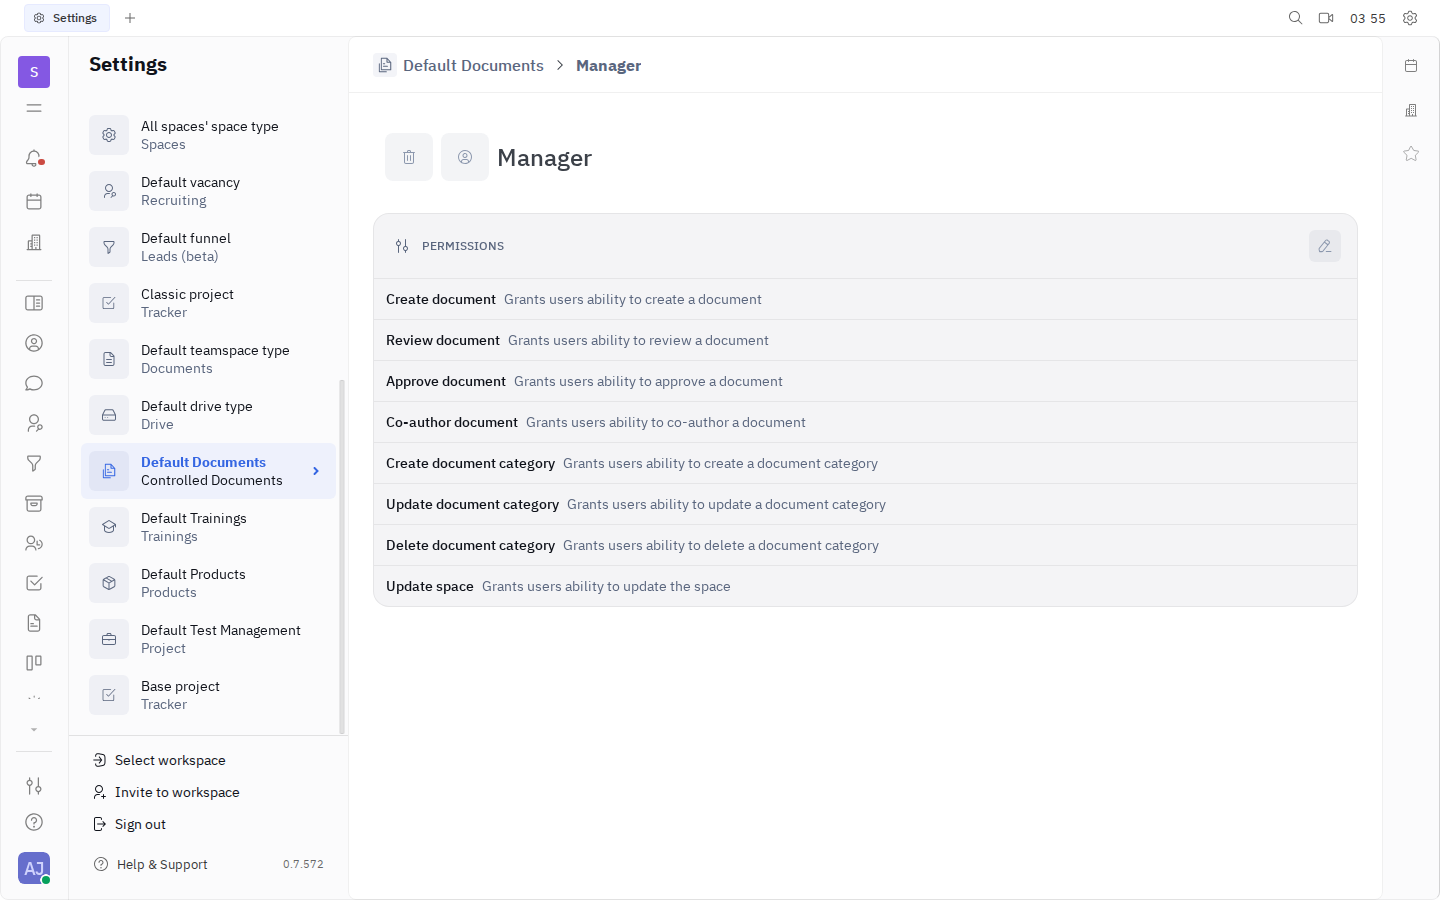 Settings
03 55
S
Settings
All spaces' space type
Spaces
Default vacancy
Recruiting
Default funnel
Leads (beta)
Classic project
Tracker
Default teamspace type
Documents
Default drive type
Drive
Default Documents
Controlled Documents
Default Trainings
Trainings
Default Products
Products
Default Test Management
Project
Base project
Tracker
Select workspace
Invite to workspace
Sign out
Help & Support 0.7.572
AJ
Default Documents > Manager
Manager
PERMISSIONS
Create document Grants users ability to create a document
Review document Grants users ability to review a document
Approve document Grants users ability to approve a document
Co-author document Grants users ability to co-author a document
Create document category Grants users ability to create a document category
Update document category Grants users ability to update a document category
Delete document category Grants users ability to delete a document category
Update space Grants users ability to update the space